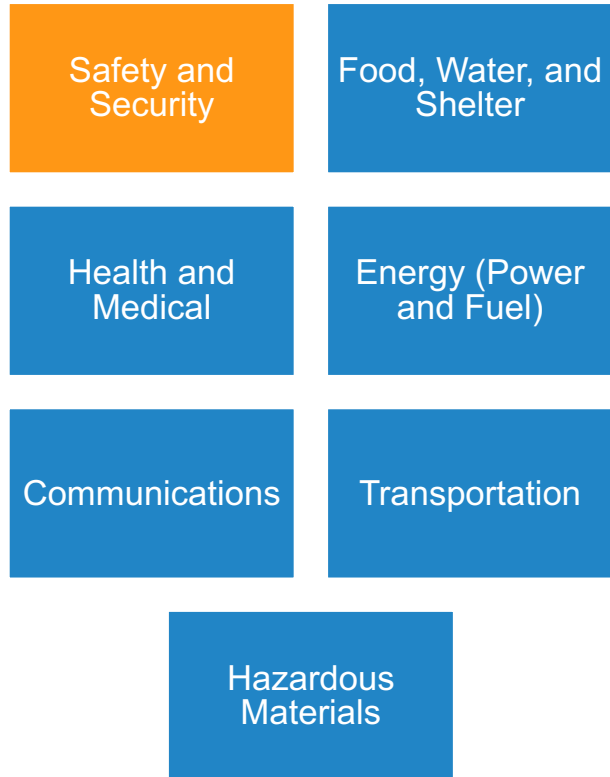 Safety and
Security
Food, Water, and
Shelter
Health and
Medical
Energy (Power
and Fuel)
Communications
Transportation
Hazardous
Materials